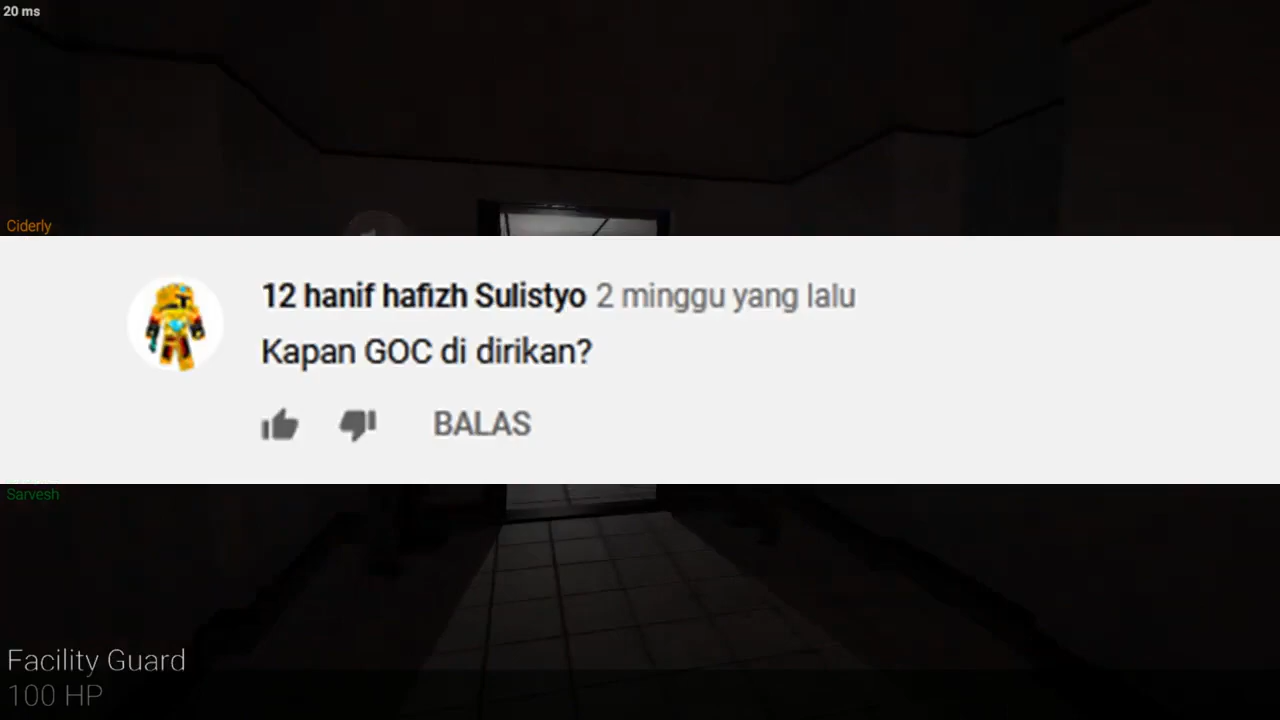 20 ms
Ciderly
12 hanif hafizh Sulistyo 2 minggu yang lalu
Kapan GOC di dirikan?
BALAS
Sarvesh
Facility Guard
100 HP